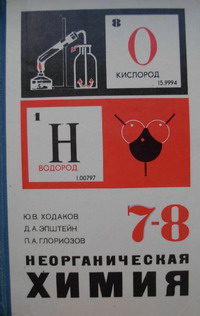 8
О
КИСЛОРОД
15.9994
1
Н
ВОДОРОД
1.00797
Ю.В. ХОДАКОВ
Д.А. ЭПШТЕЙН
П.А. ГЛОРИОЗОВ
7-8
НЕОРГАНИЧЕСКАЯ
ХИМИЯ